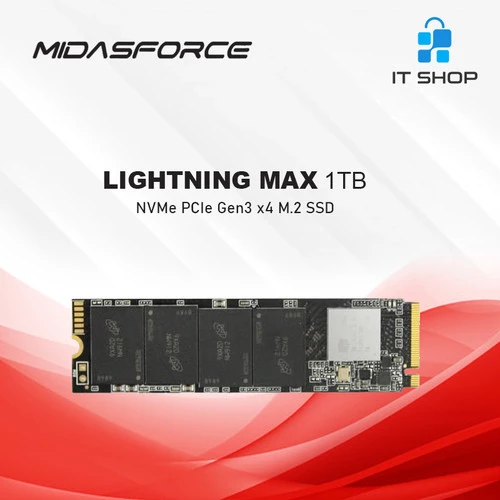 MIDASFORCE
IT SHOP
LIGHTNING MAX 1TB
NVMe PCIe Gen3 x4 M.2 SSD